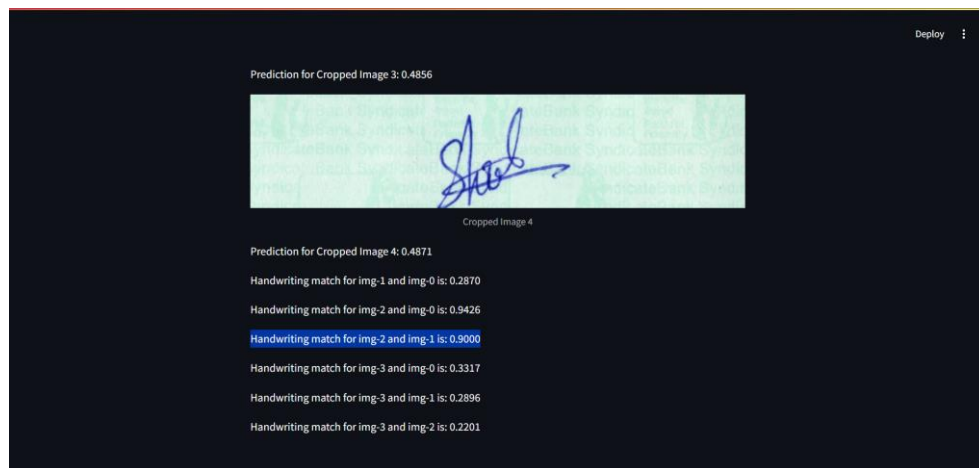 Deploy
Prediction for Cropped Image 3: 0.4856
Cropped Image 4
Prediction for Cropped Image 4: 0.4871
Handwriting match for img-1 and img-0 is: 0.2870
Handwriting match for img-2 and img-0 is: 0.9426
Handwriting match for img-2 and img-1 is: 0.9000
Handwriting match for img-3 and img-0 is: 0.3317
Handwriting match for img-3 and img-1 is: 0.2896
Handwriting match for img-3 and img-2 is: 0.2201